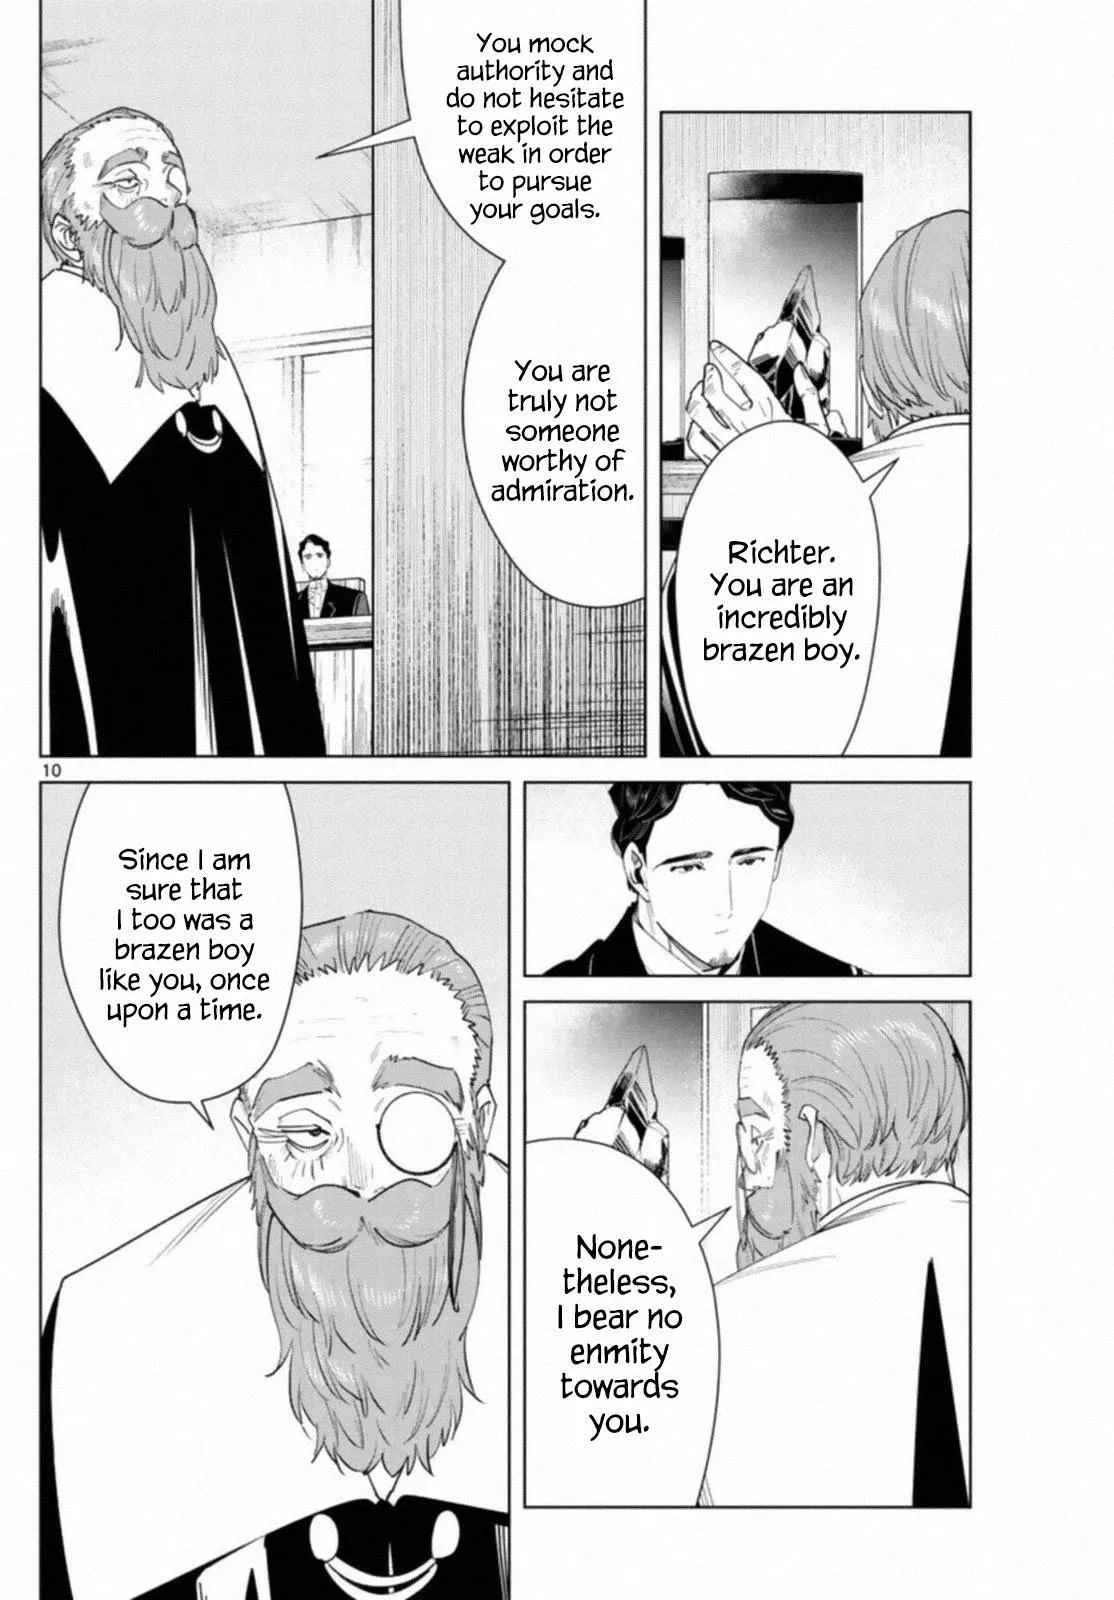 Richter.
You are an
incredibly
brazen boy.
You mock
authority and
do not hesitate
to exploit the
weak in order
to pursue
your goals.
You are
truly not
someone
worthy of
admiration.
None-
theless,
I bear no
enmity
towards
you.
Since I am
sure that
I too was a
brazen boy
like you, once
upon a time.
10